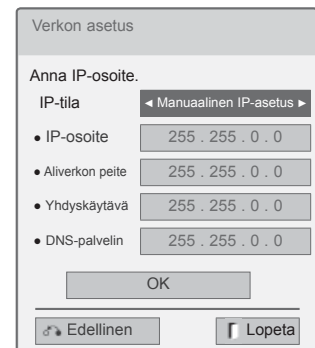 Verkon asetus
Anna IP-osoite.
IP-tila ◄ Manuaalinen IP-asetus ►
● IP-osoite 255 . 255 . 0 . 0
● Aliverkon peite 255 . 255 . 0 . 0
● Yhdyskäytävä 255 . 255 . 0 . 0
● DNS-palvelin 255 . 255 . 0 . 0
OK
Edellinen Lopeta